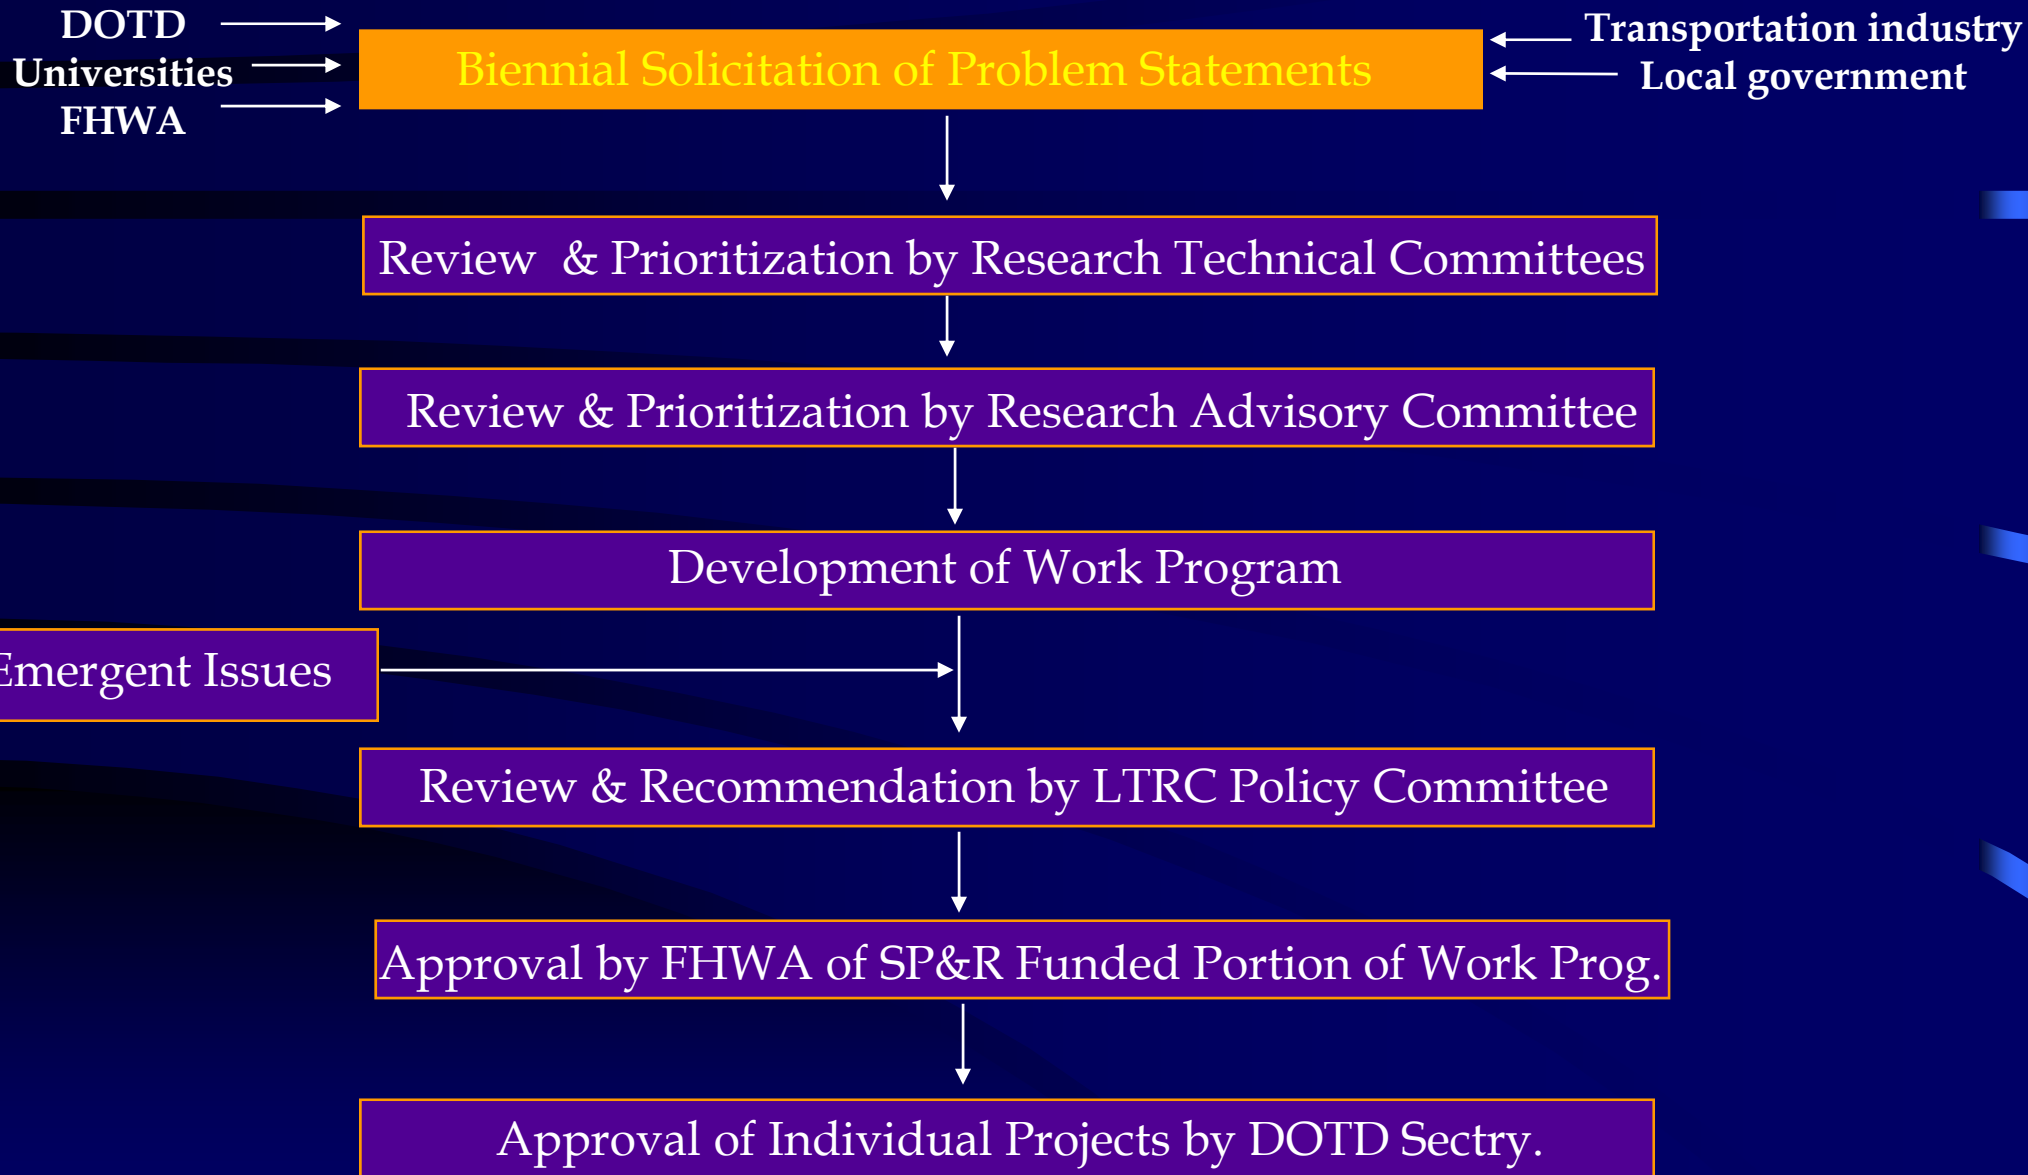 DOTD
Universities
FHWA
Biennial Solicitation of Problem Statements
Transportation industry
Local government
Review & Prioritization by Research Technical Committees
Review & Prioritization by Research Advisory Committee
Development of Work Program
Emergent Issues
Review & Recommendation by LTRC Policy Committee
Approval by FHWA of SP&R Funded Portion of Work Prog.
Approval of Individual Projects by DOTD Sectry.